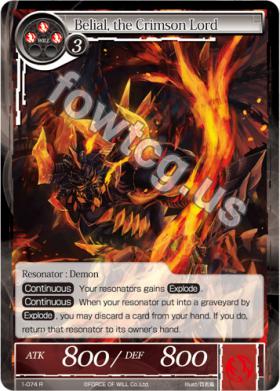 Belial, the Crimson Lord
WILL
3
fowtcg.us
Resonator : Demon
Continuous Your resonators gains Explode
Continuous When your resonator put into a graveyard by
Explode , you may discard a card from your hand. If you do,
return that resonator to its owner's hand.
ATK 800/ DEF 800
1-074 R ©FORCE OF WILL Co.,Ltd. Illust/